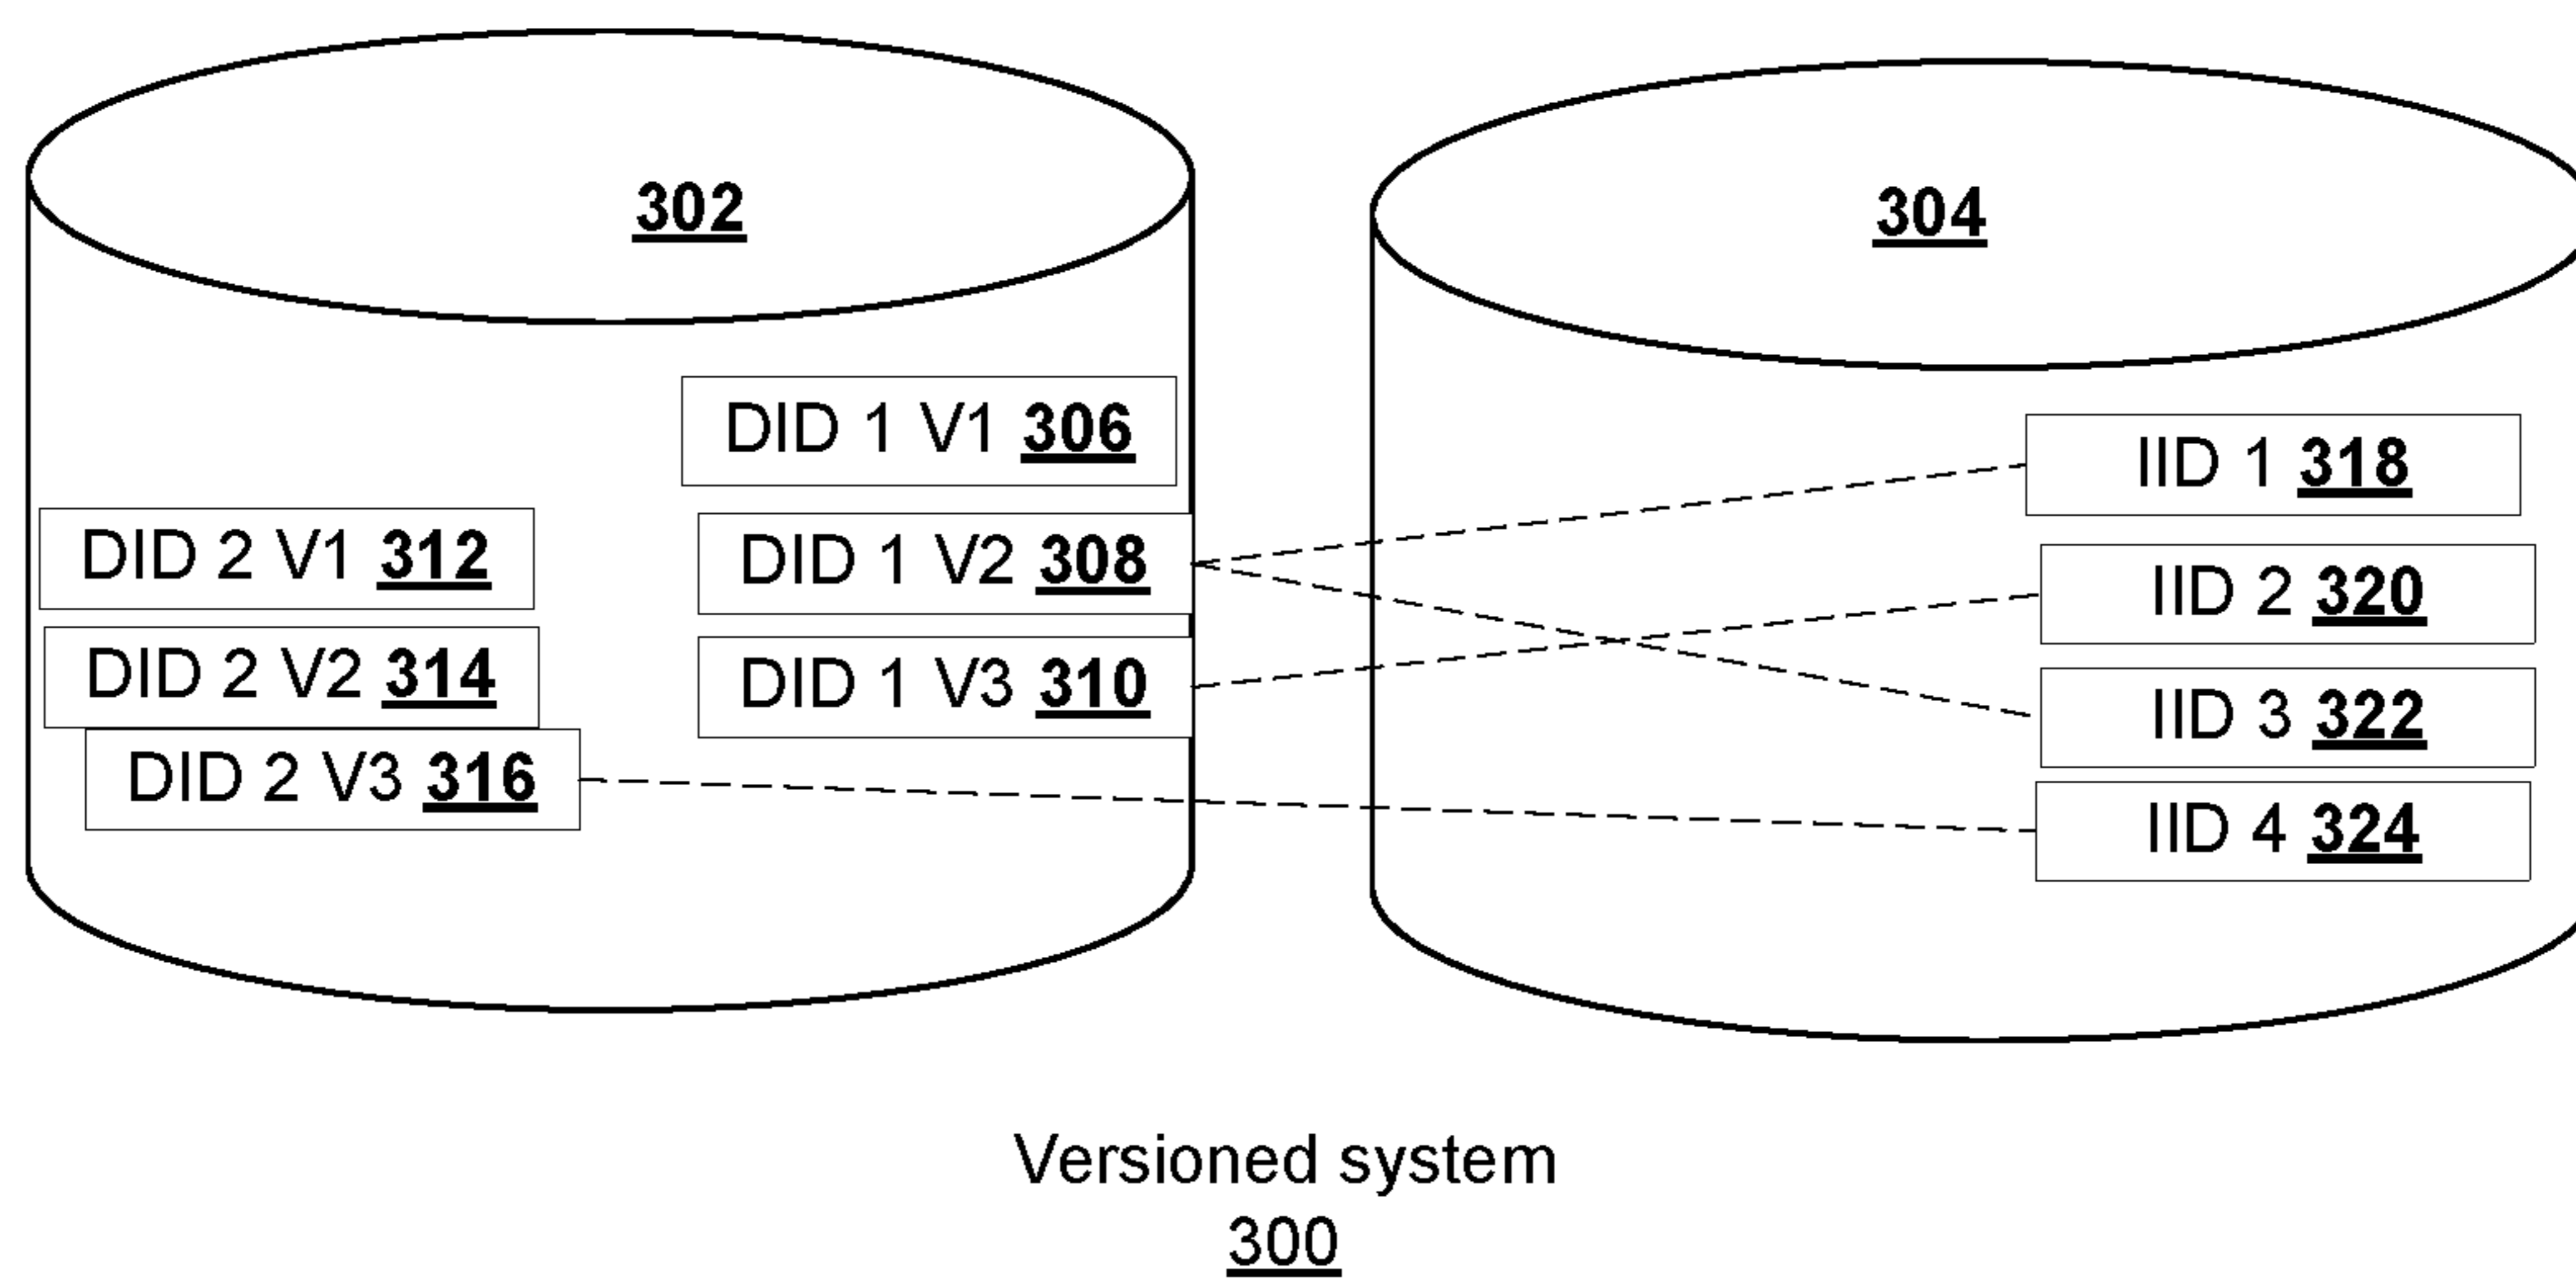 302
304
DID 1 V1 306
DID 1 V2 308
DID 1 V3 310
DID 2 V1 312
DID 2 V2 314
DID 2 V3 316
IID 1 318
IID 2 320
IID 3 322
IID 4 324
Versioned system
300